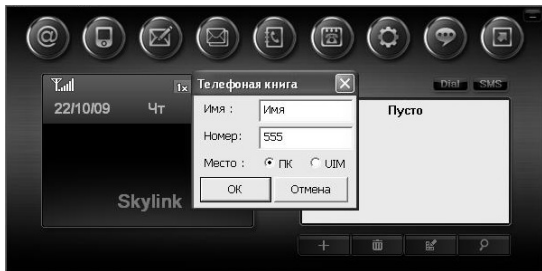 1x
22/10/09 Чт
Skylink
Телефоная книга
Имя : Имя
Номер: 555
Место : ПК UIM
ОК Отмена
Dial SMS
Пусто